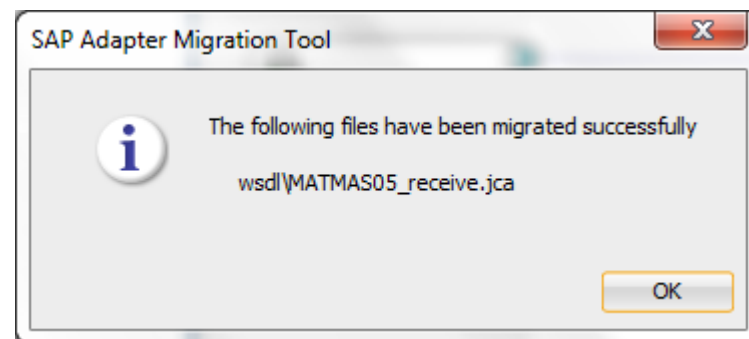 SAP Adapter Migration Tool
The following files have been migrated successfully
wsdl\MATMAS05_receive.jca
OK